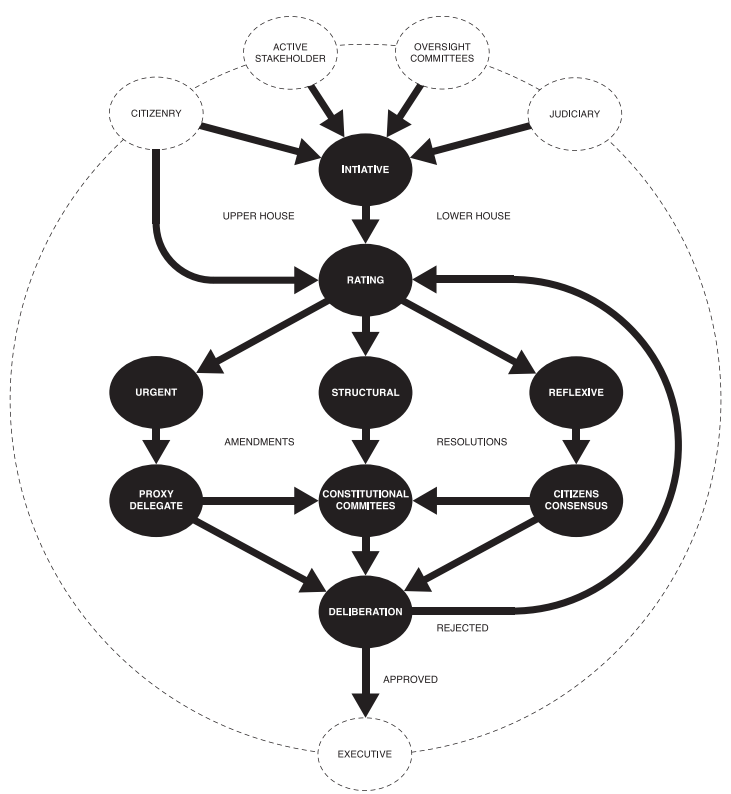 ACTIVE
STAKEHOLDER
OVERSIGHT
COMMITTEES
CITIZENRY
JUDICIARY
INTIATIVE
UPPER HOUSE
LOWER HOUSE
RATING
URGENT
STRUCTURAL
REFLEXIVE
AMENDMENTS
RESOLUTIONS
PROXY
DELEGATE
CONSTITUTIONAL
COMMITEES
CITIZENS
CONSENSUS
DELIBERATION
REJECTED
APPROVED
EXECUTIVE